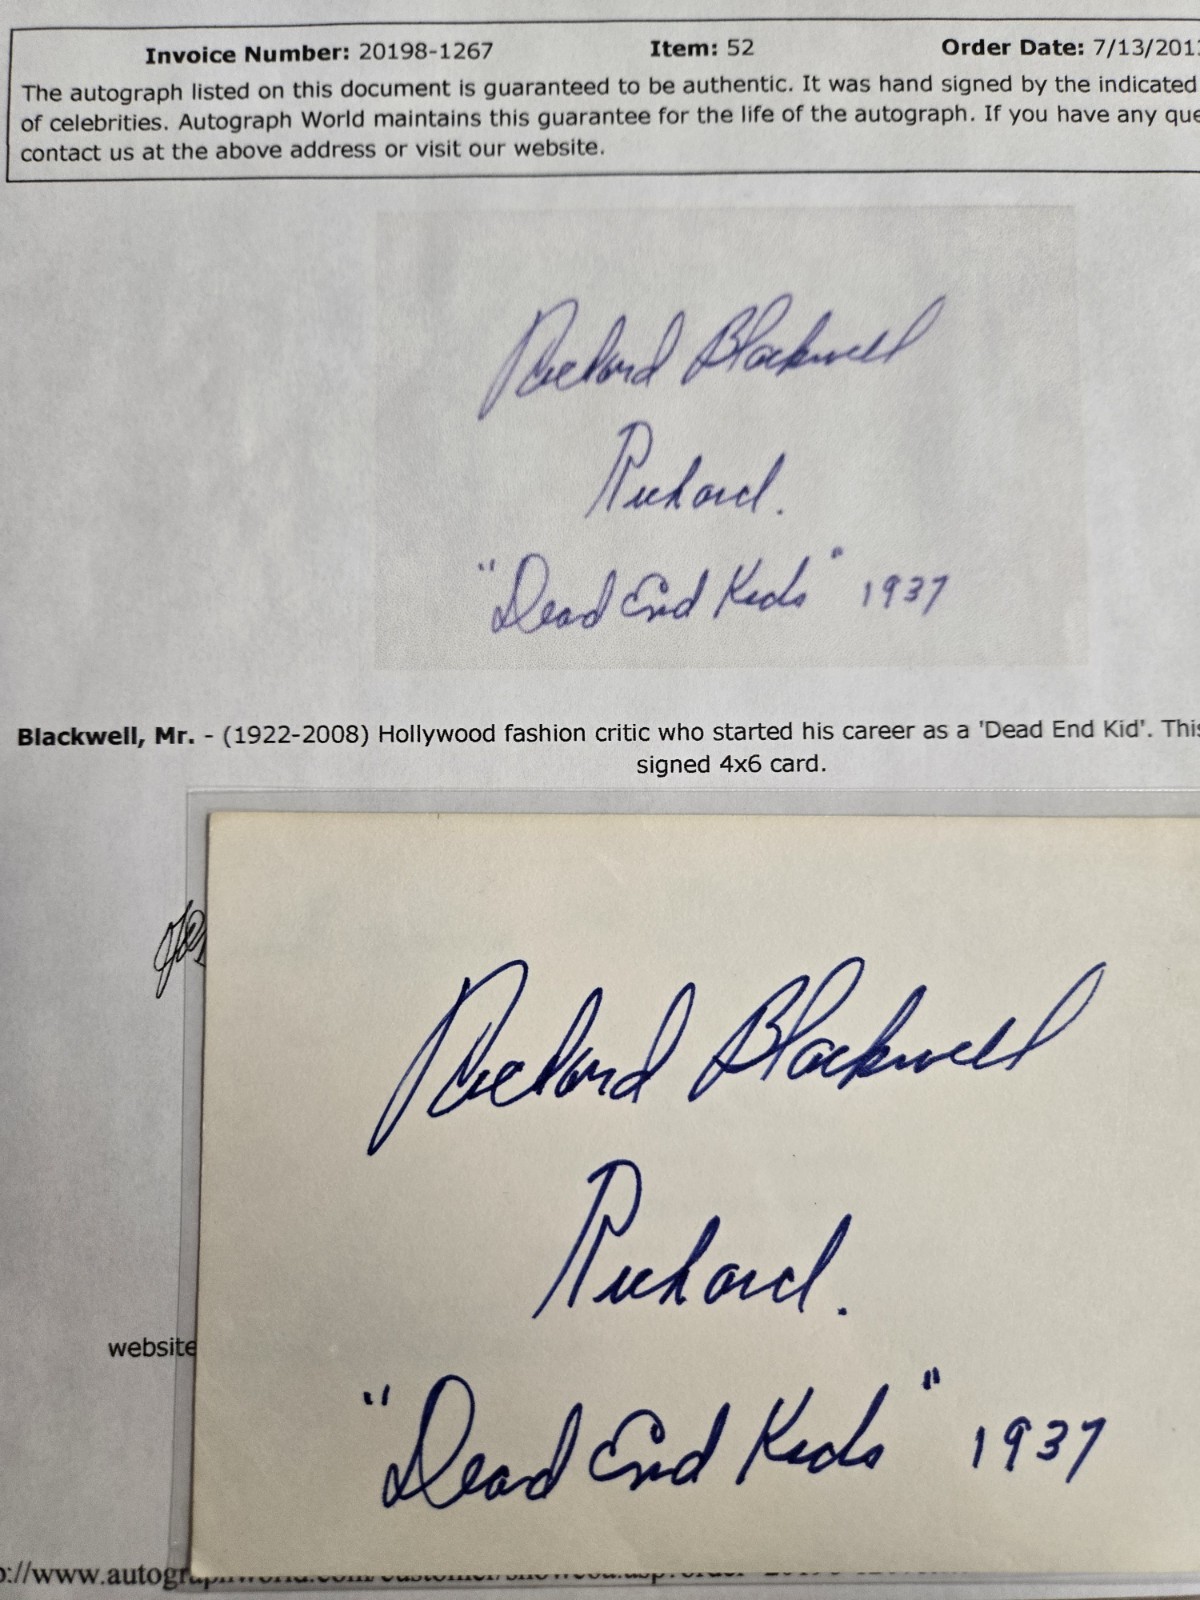 Invoice Number: 20198-1267 Item: 52 Order Date: 7/13/201
The autograph listed on this document is guaranteed to be authentic. It was hand signed by the indicated
of celebrities. Autograph World maintains this guarantee for the life of the autograph. If you have any que
contact us at the above address or visit our website.
Richard Blackwell
Richard.
"Dead End Kids" 1937
Blackwell, Mr. - (1922-2008) Hollywood fashion critic who started his career as a 'Dead End Kid'. This
signed 4x6 card.
Richard Blackwell
Richard.
"Dead End Kids" 1937
website
://www.autographworld.com/customer/